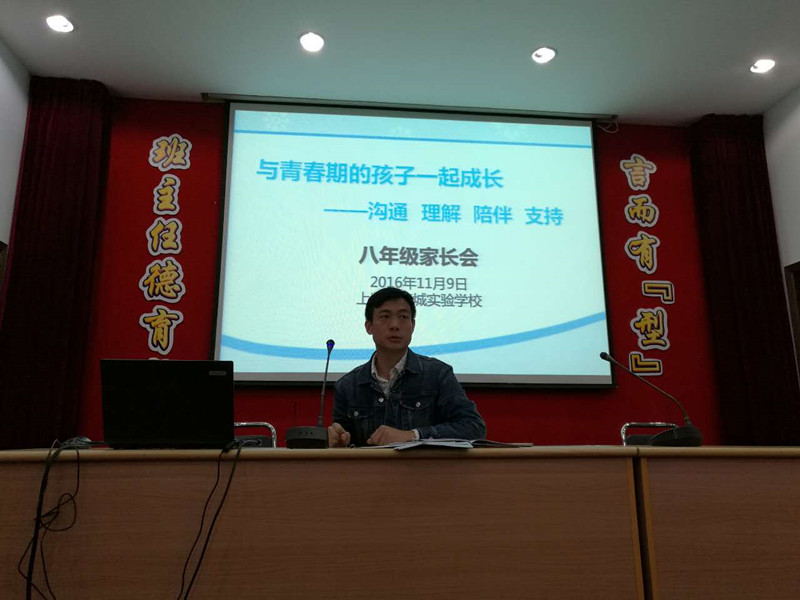 与青春期的孩子一起成长
——沟通 理解 陪伴 支持
八年级家长会
2016年11月9日
上 城实验学校
班主任德育
言而有『型』